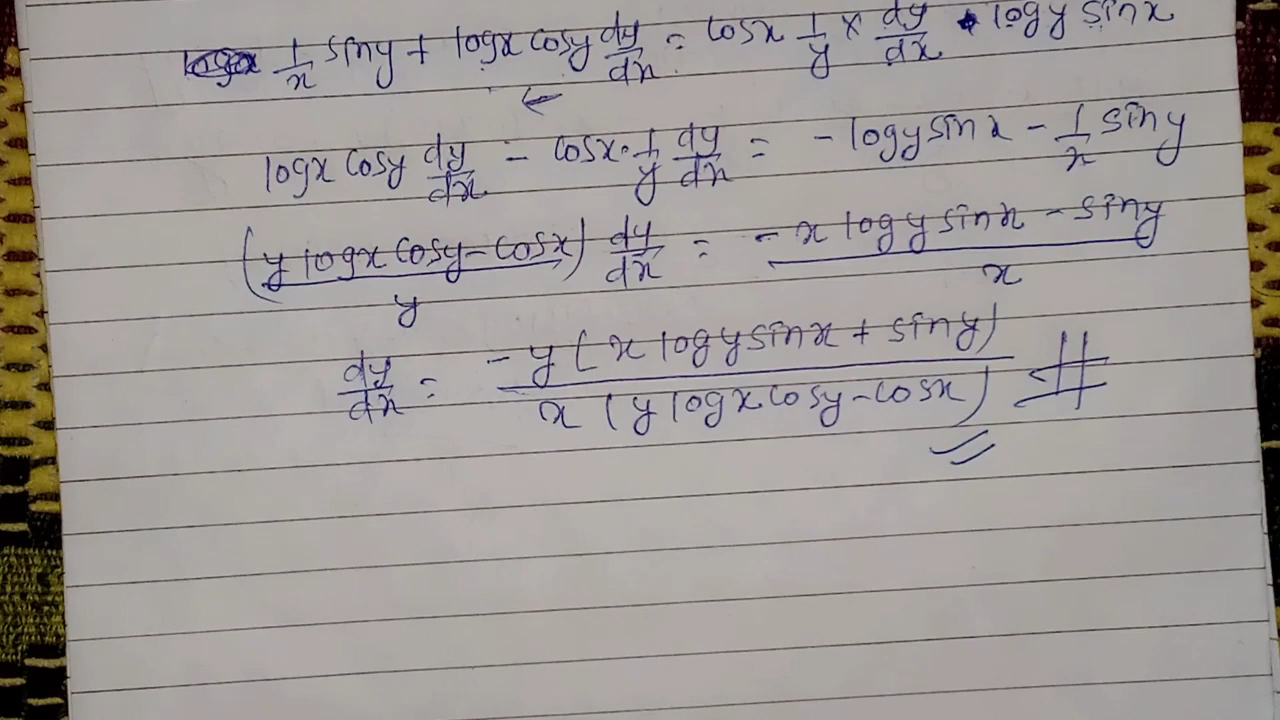 1/x sin y + log x cos y dy/dx = cos x 1/y × dy/dx + log y sin x
log x cos y dy/dx - cos x · 1/y dy/dx = - log y sin x - 1/x sin y
(y log x cos y - cos x)/y dy/dx = (- x log y sin x - sin y)/x
dy/dx = - y (x log y sin x + sin y) / x (y log x cos y - cos x) #